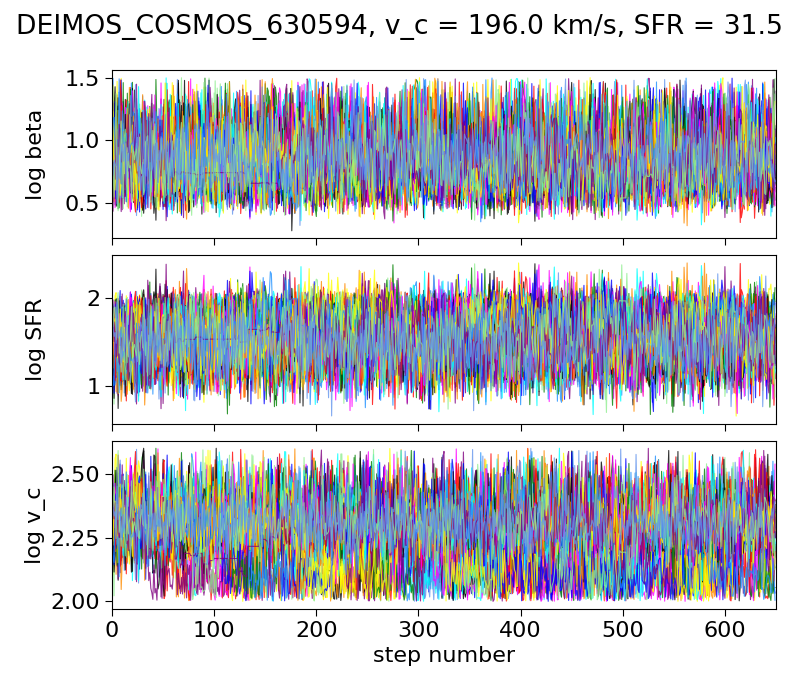 DEIMOS_COSMOS_630594, v_c = 196.0 km/s, SFR = 31.5
1.5
1.0
0.5
log beta
2
1
log SFR
2.50
2.25
2.00
log v_c
0 100 200 300 400 500 600
step number